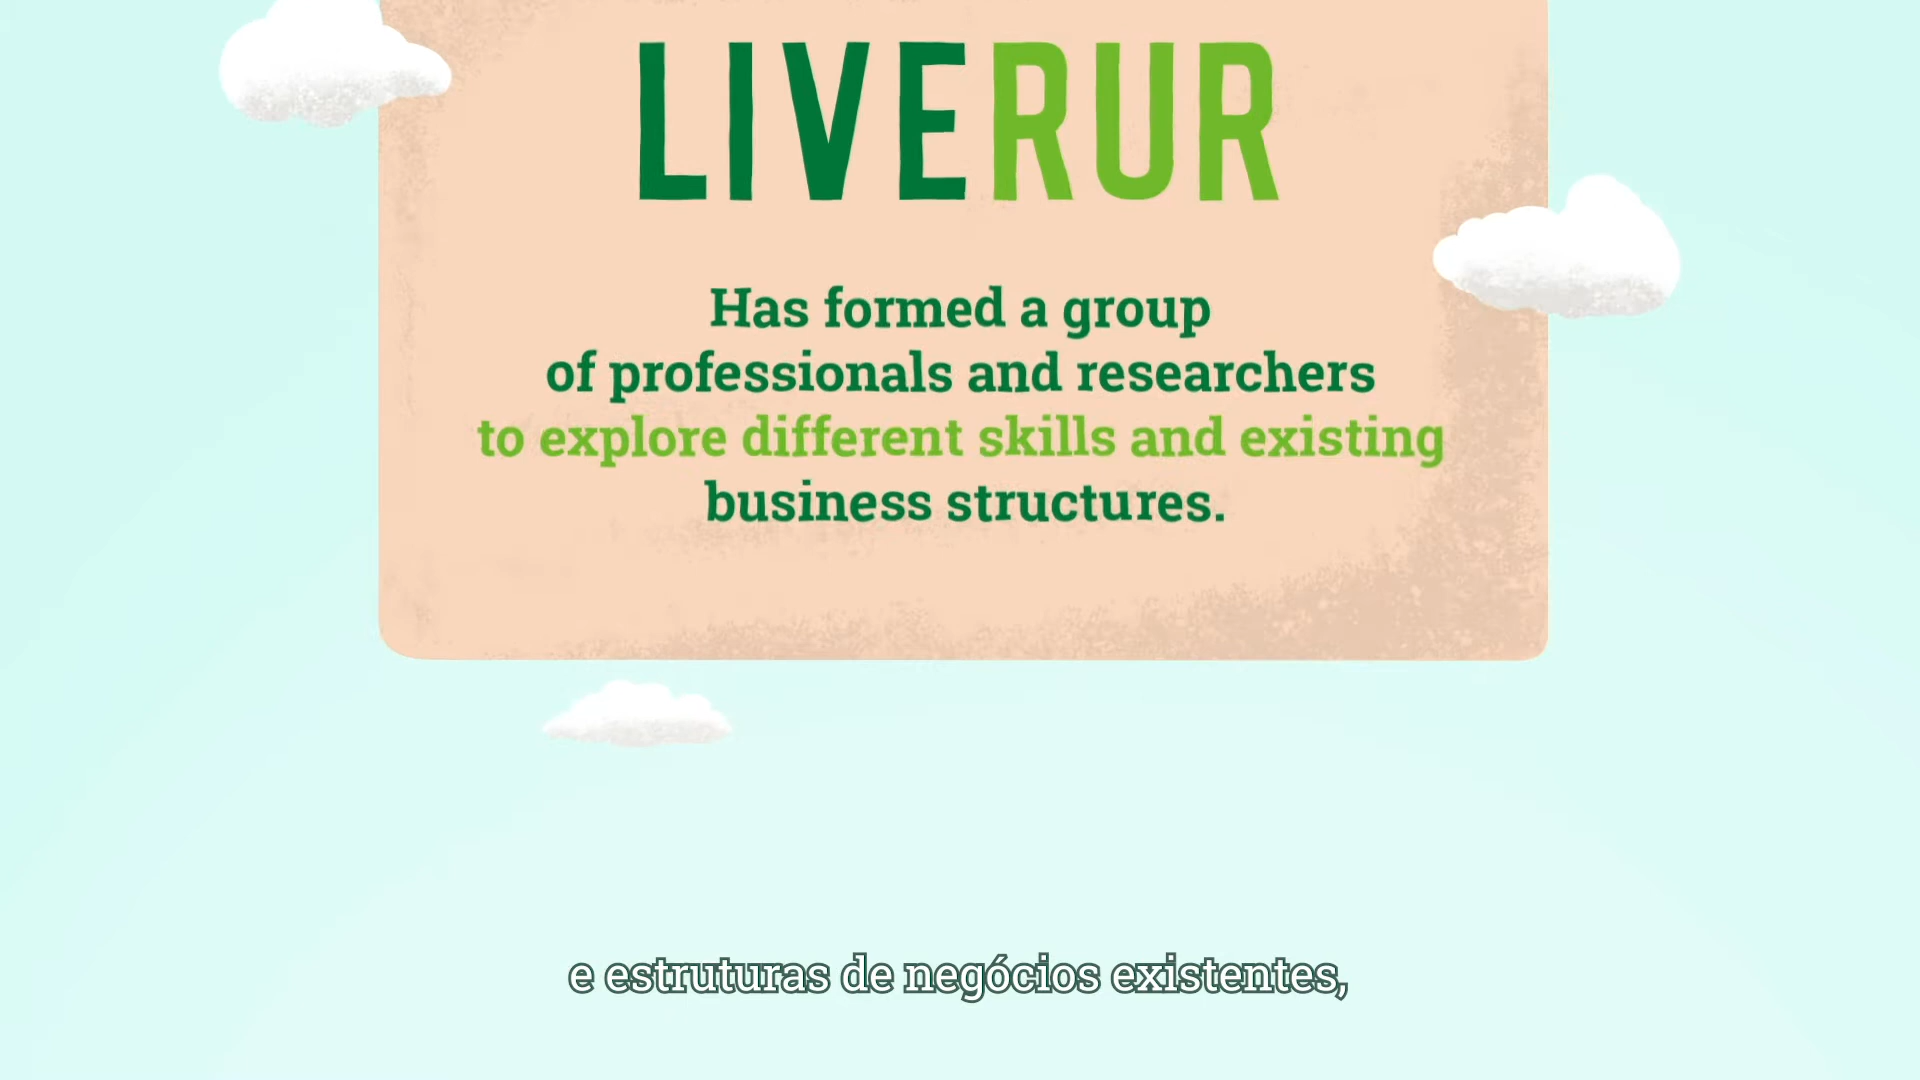 LIVERUR
Has formed a group
of professionals and researchers
to explore different skills and existing
business structures.
e estruturas de negócios existentes,